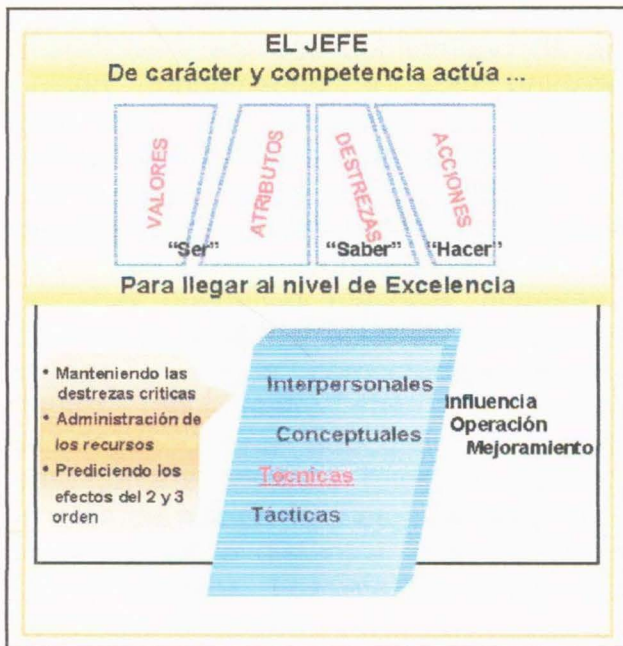 EL JEFE
De carácter y competencia actúa ...
VALORES
ATRIBUTOS
DESTREZAS
ACCIONES
“Ser”
“Saber”
“Hacer”
Para llegar al nivel de Excelencia
• Manteniendo las
destrezas criticas
• Administración de
los recursos
• Prediciendo los
efectos del 2 y 3
orden
Interpersonales
Conceptuales
Tecnicas
Tácticas
Influencia
Operación
Mejoramiento